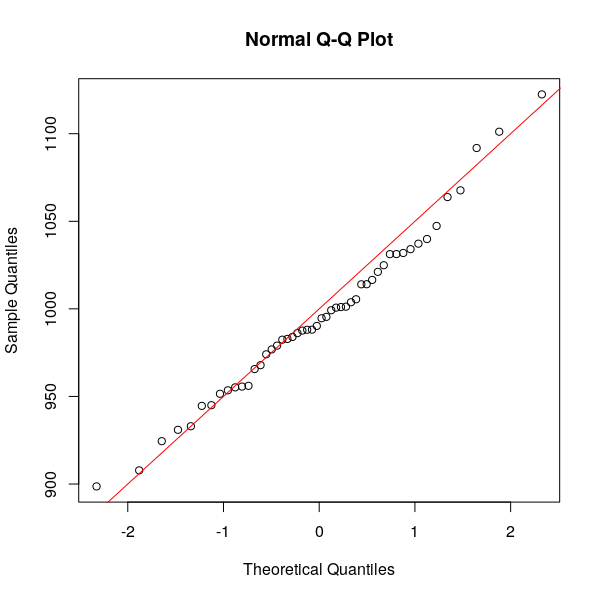 Normal Q-Q Plot
1100
1050
1000
950
900
Sample Quantiles
-2 -1 0 1 2
Theoretical Quantiles